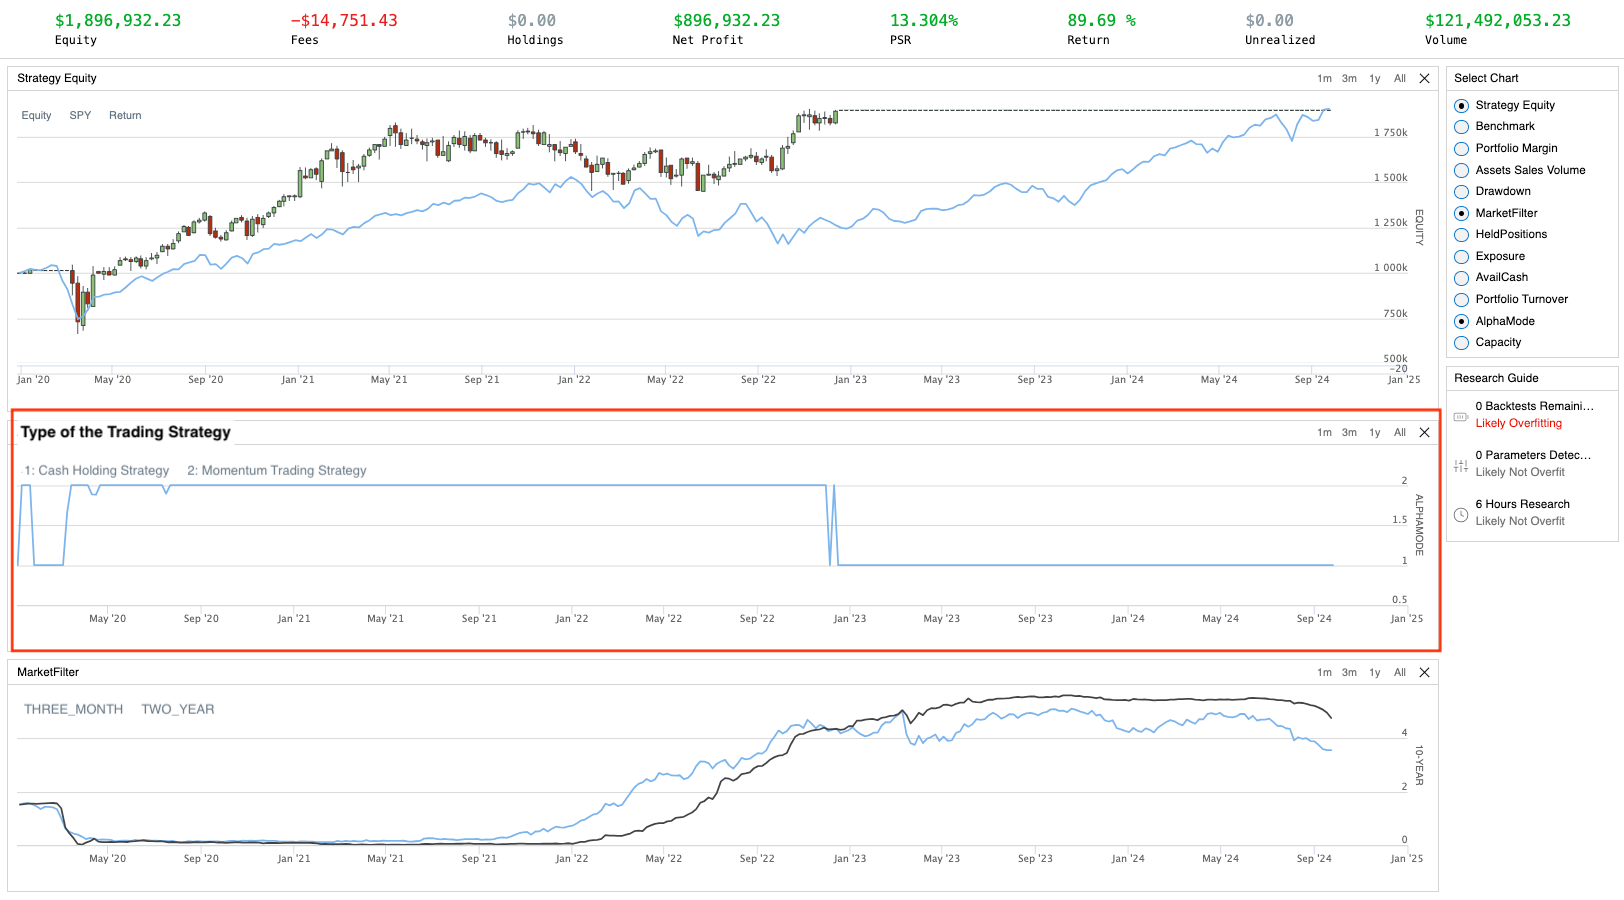 $1,896,932.23 −$14,751.43 $0.00 $896,932.23 13.304% 89.69 % $0.00 $121,492,053.23
Equity Fees Holdings Net Profit PSR Return Unrealized Volume
Strategy Equity 1m 3m 1y All
Equity SPY Return
1 750k
1 500k
1 250k
1 000k
750k
500k
−20
EQUITY
Jan '20 May '20 Sep '20 Jan '21 May '21 Sep '21 Jan '22 May '22 Sep '22 Jan '23 May '23 Sep '23 Jan '24 May '24 Sep '24 Jan '25
Type of the Trading Strategy 1m 3m 1y All
1: Cash Holding Strategy 2: Momentum Trading Strategy
2
1.5
1
0.5
ALPHAMODE
May '20 Sep '20 Jan '21 May '21 Sep '21 Jan '22 May '22 Sep '22 Jan '23 May '23 Sep '23 Jan '24 May '24 Sep '24 Jan '25
MarketFilter 1m 3m 1y All
THREE_MONTH TWO_YEAR
4
2
0
10-YEAR
May '20 Sep '20 Jan '21 May '21 Sep '21 Jan '22 May '22 Sep '22 Jan '23 May '23 Sep '23 Jan '24 May '24 Sep '24 Jan '25
Select Chart
Strategy Equity
Benchmark
Portfolio Margin
Assets Sales Volume
Drawdown
MarketFilter
HeldPositions
Exposure
AvailCash
Portfolio Turnover
AlphaMode
Capacity
Research Guide
0 Backtests Remaini...
Likely Overfitting
0 Parameters Detec...
Likely Not Overfit
6 Hours Research
Likely Not Overfit